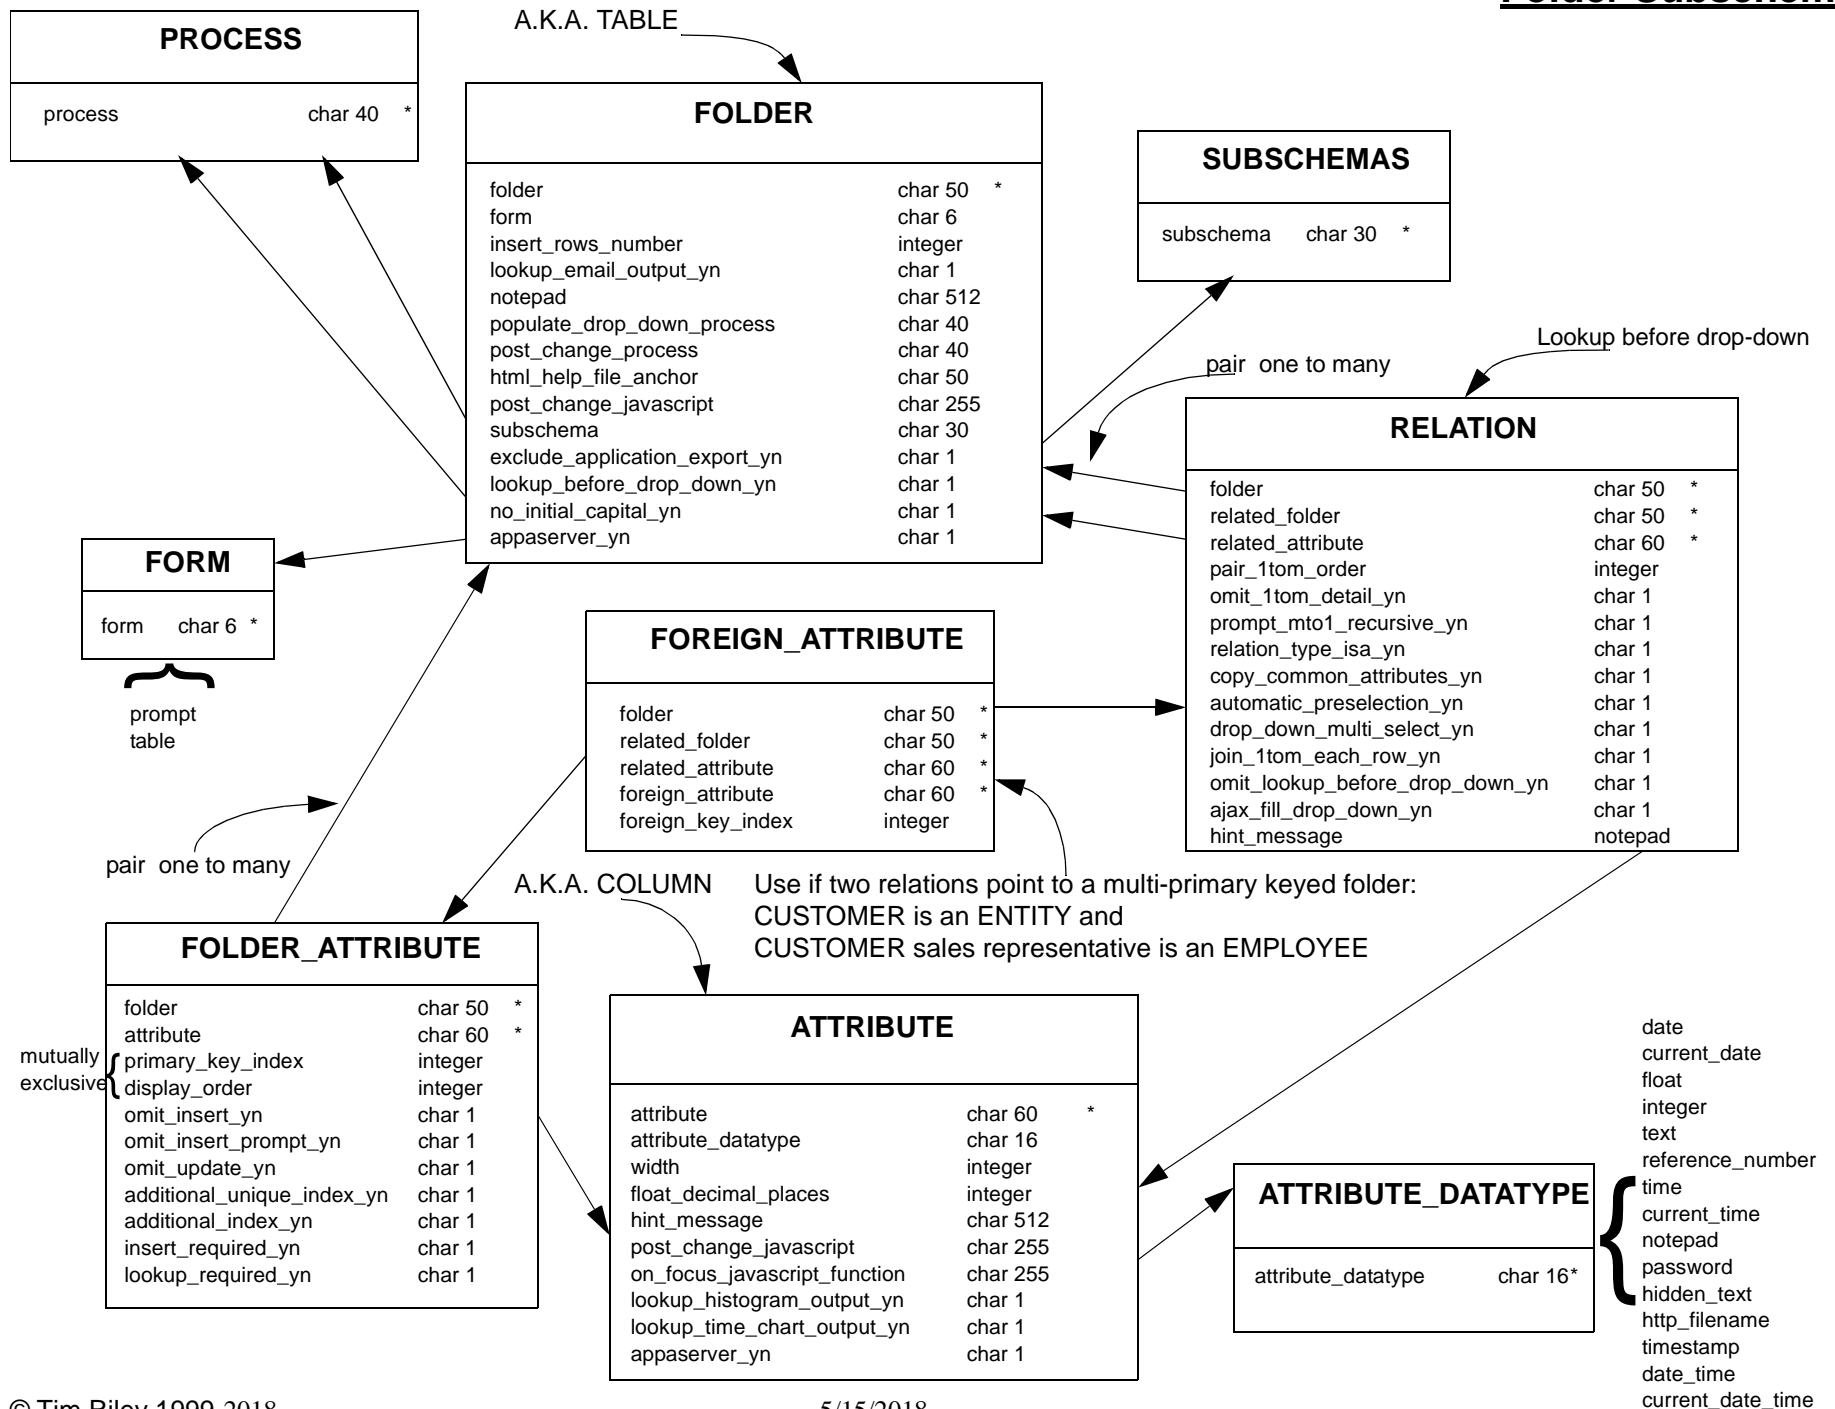 A.K.A. TABLE
PROCESS
process char 40 *
FOLDER
folder char 50 *
form char 6
insert_rows_number integer
lookup_email_output_yn char 1
notepad char 512
populate_drop_down_process char 40
post_change_process char 40
html_help_file_anchor char 50
post_change_javascript char 255
subschema char 30
exclude_application_export_yn char 1
lookup_before_drop_down_yn char 1
no_initial_capital_yn char 1
appaserver_yn char 1
SUBSCHEMAS
subschema char 30 *
Lookup before drop-down
pair one to many
RELATION
folder char 50 *
related_folder char 50 *
related_attribute char 60 *
pair_1tom_order integer
omit_1tom_detail_yn char 1
prompt_mto1_recursive_yn char 1
relation_type_isa_yn char 1
copy_common_attributes_yn char 1
automatic_preselection_yn char 1
drop_down_multi_select_yn char 1
join_1tom_each_row_yn char 1
omit_lookup_before_drop_down_yn char 1
ajax_fill_drop_down_yn char 1
hint_message notepad
FORM
form char 6 *
prompt
table
FOREIGN_ATTRIBUTE
folder char 50 *
related_folder char 50 *
related_attribute char 60 *
foreign_attribute char 60 *
foreign_key_index integer
pair one to many
A.K.A. COLUMN
Use if two relations point to a multi-primary keyed folder:
CUSTOMER is an ENTITY and
CUSTOMER sales representative is an EMPLOYEE
FOLDER_ATTRIBUTE
folder char 50 *
attribute char 60 *
primary_key_index integer
display_order integer
omit_insert_yn char 1
omit_insert_prompt_yn char 1
omit_update_yn char 1
additional_unique_index_yn char 1
additional_index_yn char 1
insert_required_yn char 1
lookup_required_yn char 1
mutually
exclusive
ATTRIBUTE
attribute char 60 *
attribute_datatype char 16
width integer
float_decimal_places integer
hint_message char 512
post_change_javascript char 255
on_focus_javascript_function char 255
lookup_histogram_output_yn char 1
lookup_time_chart_output_yn char 1
appaserver_yn char 1
ATTRIBUTE_DATATYPE
attribute_datatype char 16*
date
current_date
float
integer
text
reference_number
time
current_time
notepad
password
hidden_text
http_filename
timestamp
date_time
current_date_time
© Tim Riley 1999-2018
5/15/2018